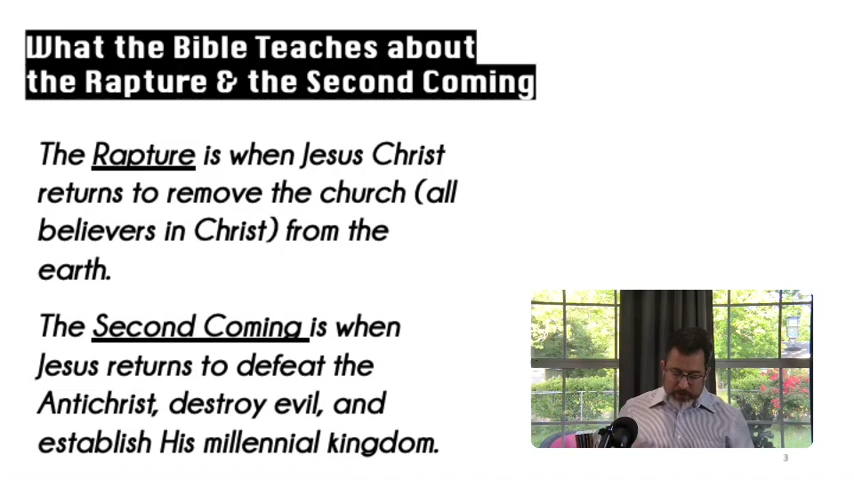 What the Bible Teaches about
the Rapture & the Second Coming
The Rapture is when Jesus Christ
returns to remove the church (all
believers in Christ) from the
earth.
The Second Coming is when
Jesus returns to defeat the
Antichrist, destroy evil, and
establish His millennial kingdom.
3